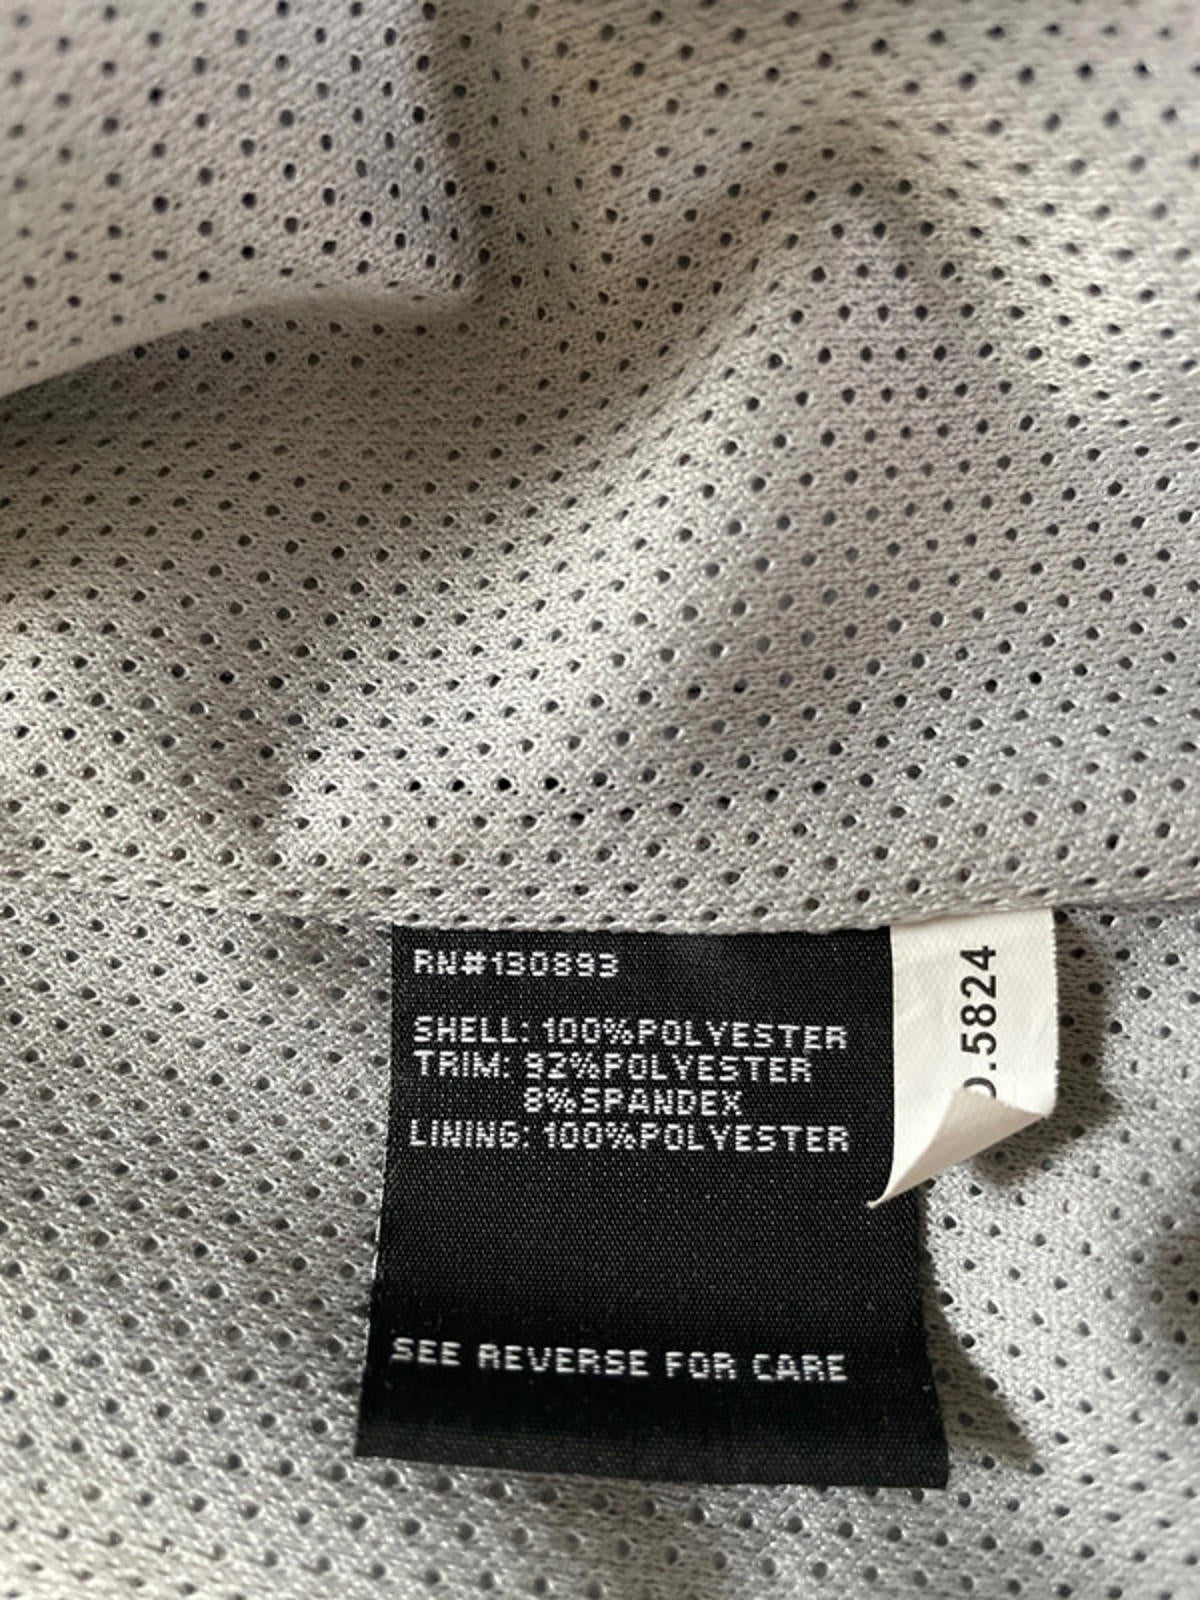 RN#130893
SHELL: 100%POLYESTER
TRIM: 92%POLYESTER
8%SPANDEX
LINING: 100%POLYESTER
SEE REVERSE FOR CARE
.5824